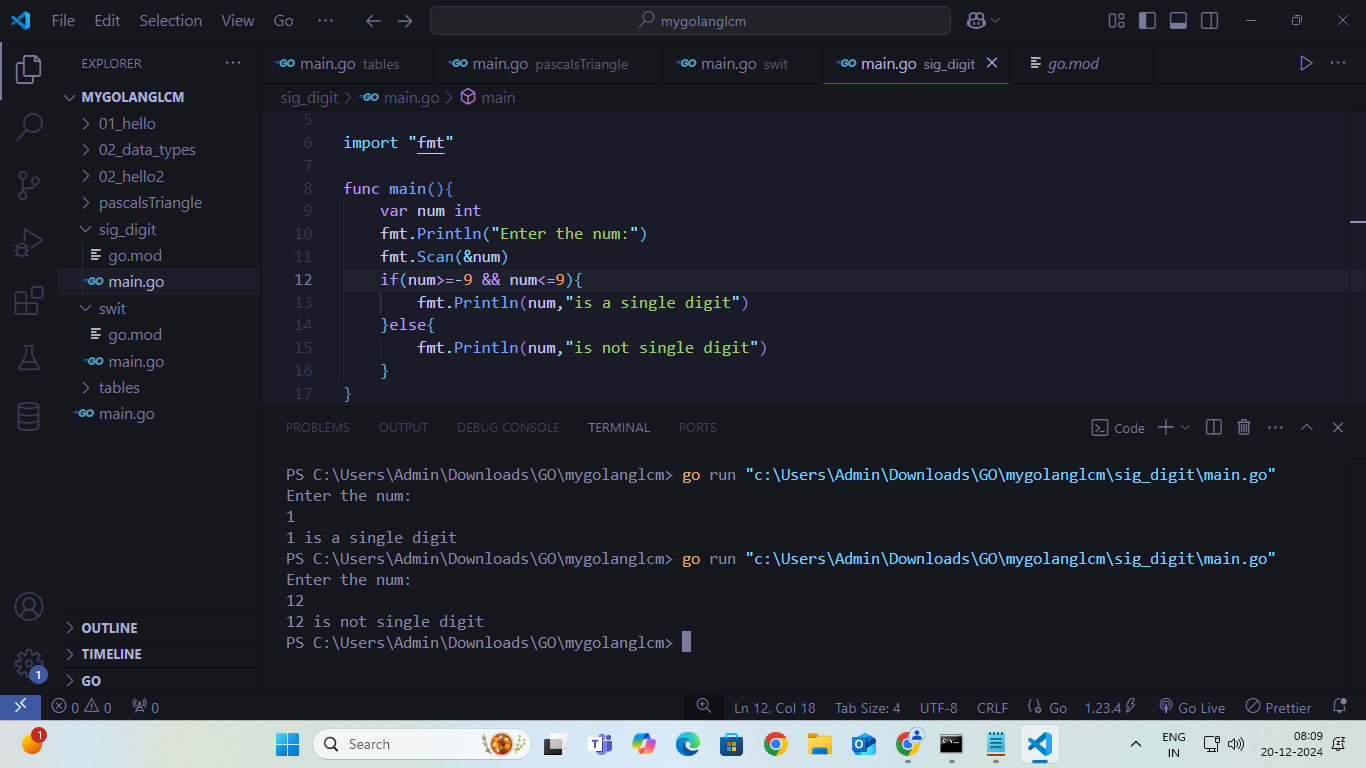 File Edit Selection View Go ··· mygolanglcm
EXPLORER ···
MYGOLANGLCM
01_hello
02_data_types
02_hello2
pascalsTriangle
sig_digit
go.mod
main.go
swit
go.mod
main.go
tables
main.go
OUTLINE
TIMELINE
GO
1
main.go tables main.go pascalsTriangle main.go swit main.go sig_digit go.mod
sig_digit > main.go > main
5
6 import "fmt"
7
8 func main(){
9 var num int
10 fmt.Println("Enter the num:")
11 fmt.Scan(&num)
12 if(num>=-9 && num<=9){
13 fmt.Println(num,"is a single digit")
14 }else{
15 fmt.Println(num,"is not single digit")
16 }
17 }
PROBLEMS OUTPUT DEBUG CONSOLE TERMINAL PORTS Code
PS C:\Users\Admin\Downloads\GO\mygolanglcm> go run "c:\Users\Admin\Downloads\GO\mygolanglcm\sig_digit\main.go"
Enter the num:
1
1 is a single digit
PS C:\Users\Admin\Downloads\GO\mygolanglcm> go run "c:\Users\Admin\Downloads\GO\mygolanglcm\sig_digit\main.go"
Enter the num:
12
12 is not single digit
PS C:\Users\Admin\Downloads\GO\mygolanglcm>
0 0 0 Ln 12, Col 18 Tab Size: 4 UTF-8 CRLF Go 1.23.4 Go Live Prettier
1 Search ENG 08:09
IN 20-12-2024